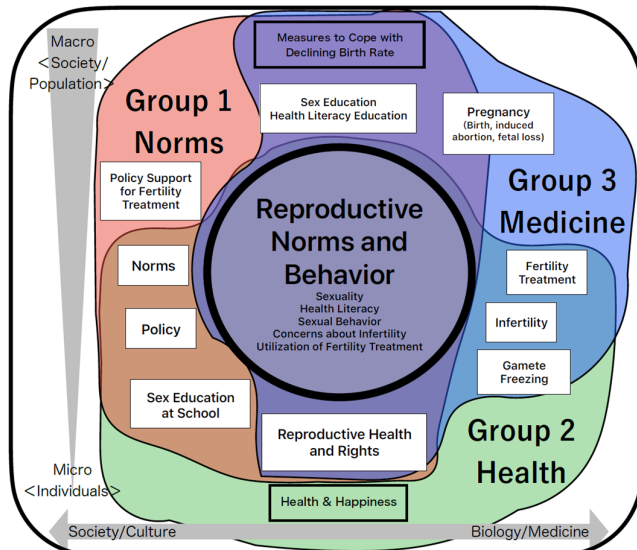 Macro
<Society/
Population>
Measures to Cope with
Declining Birth Rate
Group 1
Norms
Sex Education
Health Literacy Education
Pregnancy
(Birth, induced
abortion, fetal loss)
Policy Support
for Fertility
Treatment
Group 3
Medicine
Reproductive
Norms and
Behavior
Sexuality
Health Literacy
Sexual Behavior
Concerns about Infertility
Utilization of Fertility Treatment
Norms
Fertility
Treatment
Policy
Infertility
Gamete
Freezing
Sex Education
at School
Reproductive Health
and Rights
Group 2
Health
Micro
<Individuals>
Health & Happiness
Society/Culture
Biology/Medicine